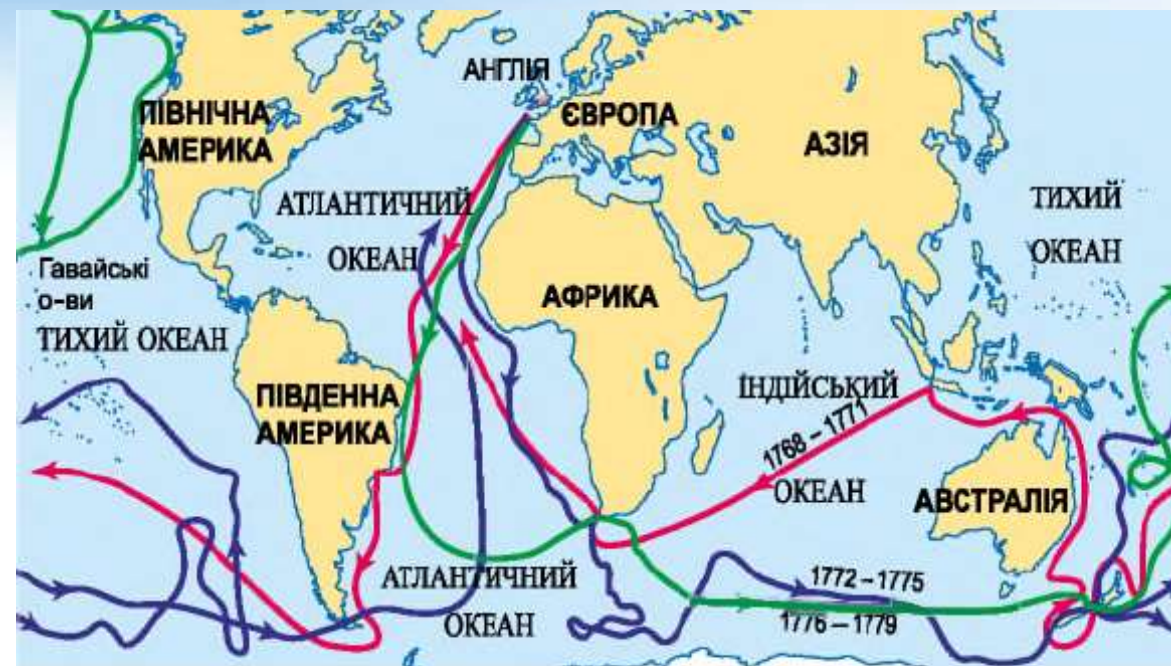 АНГЛІЯ
ПІВНІЧНА
АМЕРИКА
ЄВРОПА
АЗІЯ
АТЛАНТИЧНИЙ
ОКЕАН
ТИХИЙ
ОКЕАН
Гавайські
о-ви
ТИХИЙ ОКЕАН
АФРИКА
ПІВДЕННА
АМЕРИКА
ІНДІЙСЬКИЙ
1768 – 1771
ОКЕАН
АВСТРАЛІЯ
АТЛАНТИЧНИЙ
ОКЕАН
1772 – 1775
1776 – 1779